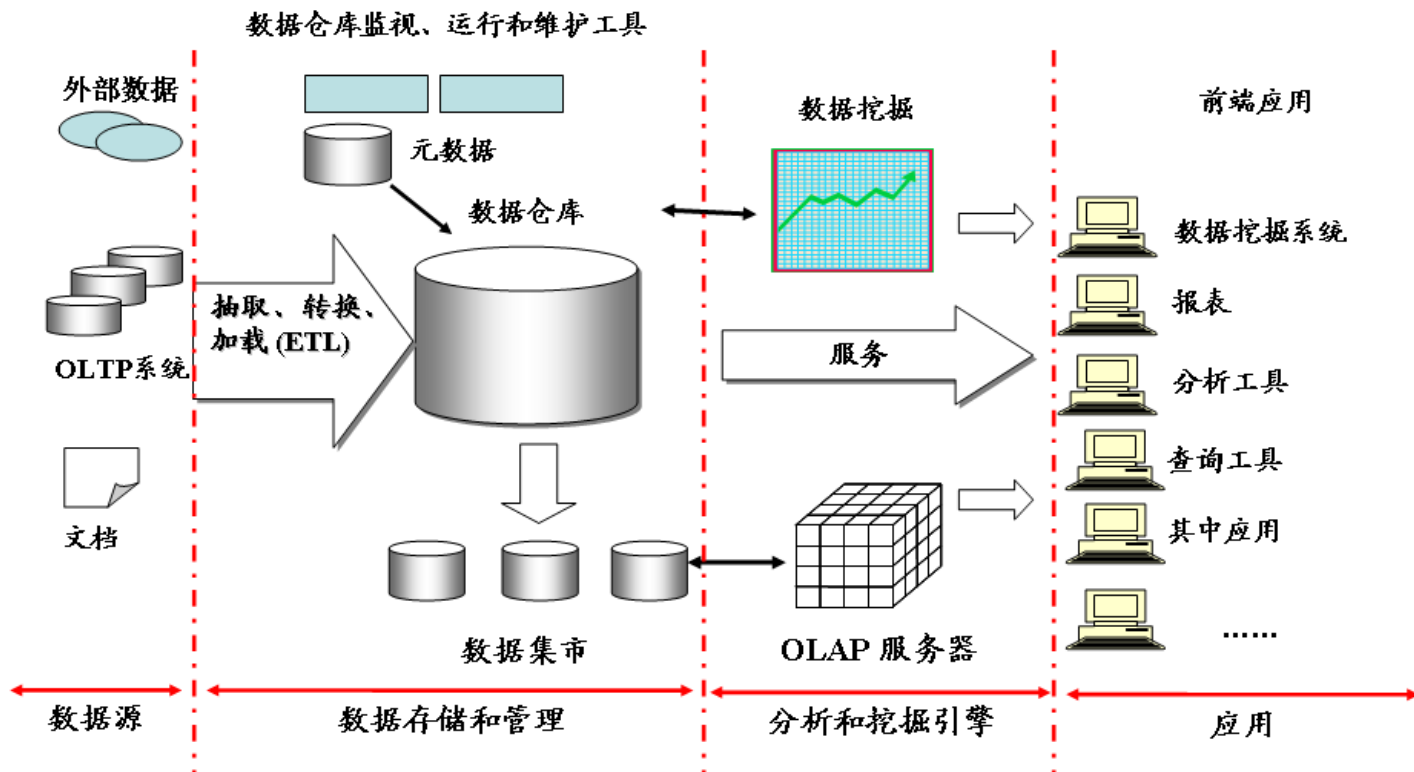 数据仓库监视、运行和维护工具
外部数据
元数据
数据仓库
抽取、转换、
加载 (ETL)
OLTP系统
文档
数据集市
数据挖掘
服务
OLAP 服务器
前端应用
数据挖掘系统
报表
分析工具
查询工具
其中应用
……
数据源
数据存储和管理
分析和挖掘引擎
应用